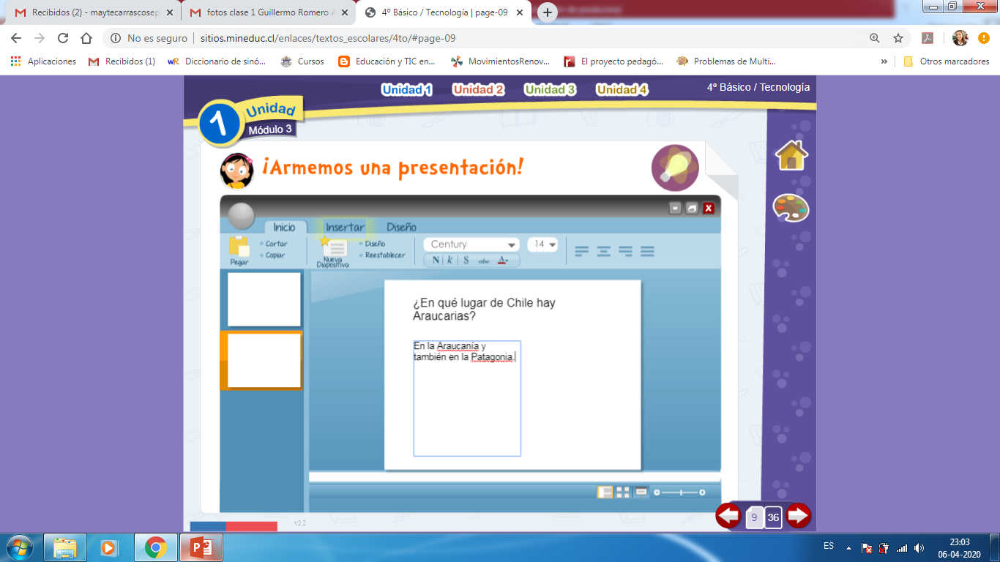 Recibidos (2) - maytecarrascosep
fotos clase 1 Guillermo Romero A
4º Básico / Tecnología | page-09
No es seguro | sitios.mineduc.cl/enlaces/textos_escolares/4to/#page-09
Aplicaciones
Recibidos (1)
wR Diccionario de sinó...
Cursos
Educación y TIC en...
MovimientosRenov...
El proyecto pedagó...
Problemas de Multi...
»
Otros marcadores
Unidad 1
Unidad 2
Unidad 3
Unidad 4
4º Básico / Tecnología
1
Unidad
Módulo 3
¡Armemos una presentación!
Inicio
Insertar
Diseño
Pegar
Cortar
Copiar
Nueva
Diapositiva
Diseño
Reestablecer
Century
14
N k S abc A
¿En qué lugar de Chile hay
Araucarias?
En la Araucanía y
también en la Patagonia.
9
36
v2.2
ES
23:03
06-04-2020